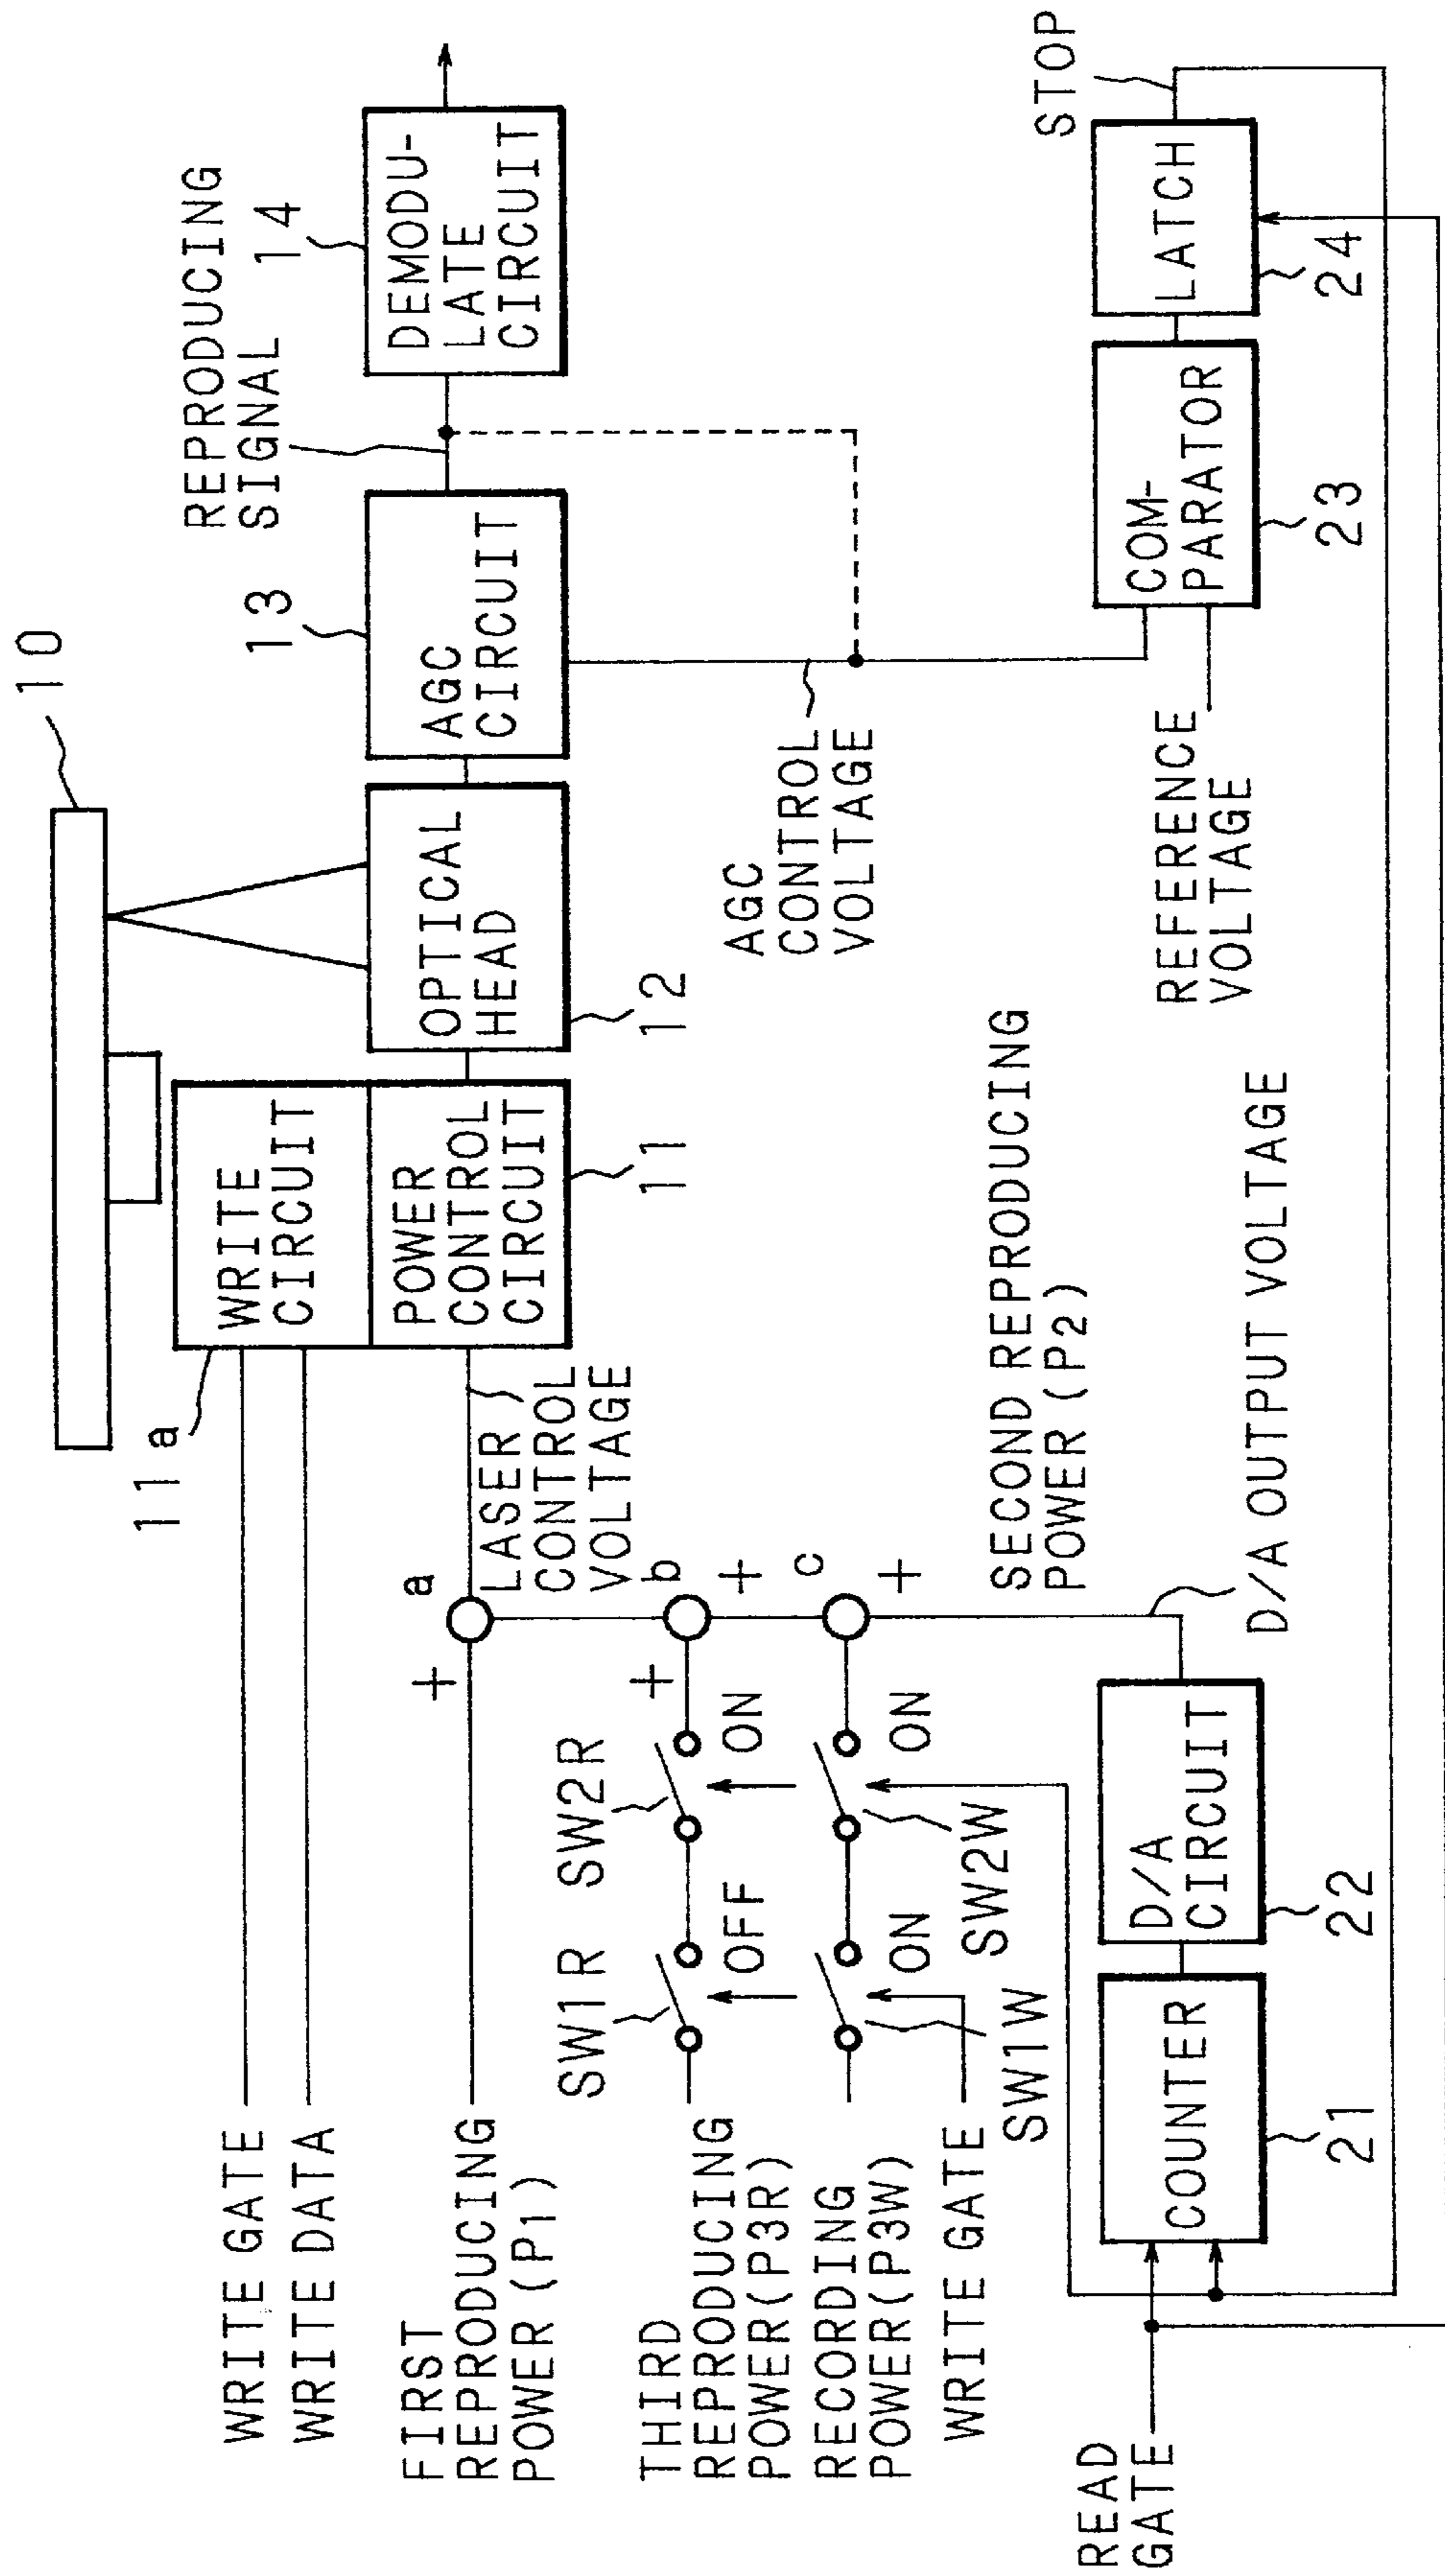 10
REPRODUCING
SIGNAL
14
13
11a
WRITE
CIRCUIT
POWER
CONTROL
CIRCUIT
11
OPTICAL
HEAD
12
AGC
CIRCUIT
DEMODU-
LATE
CIRCUIT
WRITE GATE
WRITE DATA
FIRST
REPRODUCING
POWER (P1)
+
a
LASER
CONTROL
VOLTAGE
AGC
CONTROL
VOLTAGE
THIRD
REPRODUCING
POWER(P3R)
SW1R
OFF
SW2R
ON
+
b
+
RECORDING
POWER(P3W)
ON
ON
c
+
WRITE GATE
SW1W
SW2W
SECOND REPRODUCING
POWER (P2)
D/A OUTPUT VOLTAGE
READ
GATE
COUNTER
21
D/A
CIRCUIT
22
REFERENCE
VOLTAGE
COM-
PARATOR
23
LATCH
24
STOP